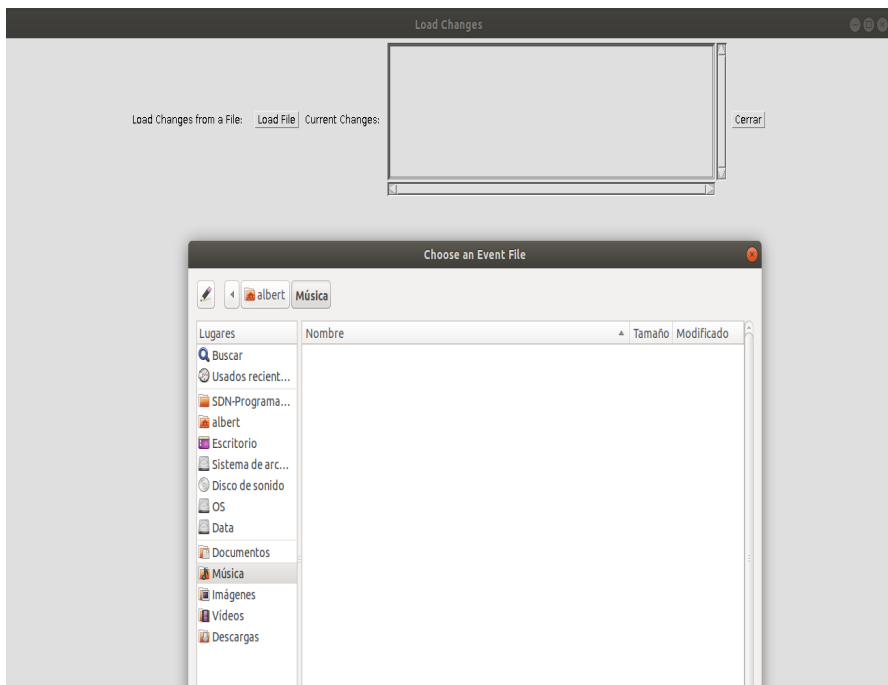 Load Changes
Load Changes from a File: Load File Current Changes: Cerrar
Choose an Event File
albert Música
Lugares Nombre Tamaño Modificado
Buscar
Usados recient...
SDN-Programa...
albert
Escritorio
Sistema de arc...
Disco de sonido
OS
Data
Documentos
Música
Imágenes
Vídeos
Descargas